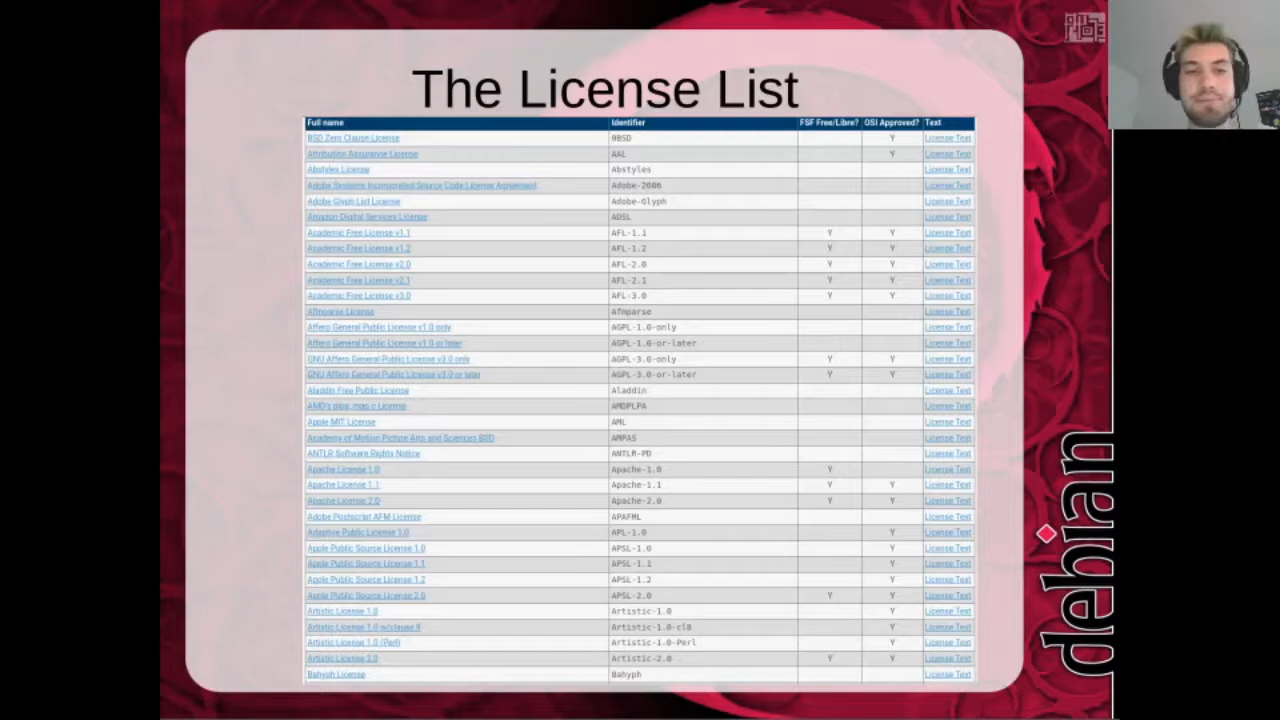 The License List
Full name Identifier FSF Free/Libre? OSI Approved? Text
BSD Zero Clause License 0BSD Y License Text
Attribution Assurance License AAL Y License Text
Abstyles License Abstyles License Text
Adobe Systems Incorporated Source Code License Agreement Adobe-2006 License Text
Adobe Glyph List License Adobe-Glyph License Text
Amazon Digital Services License ADSL License Text
Academic Free License v1.1 AFL-1.1 Y Y License Text
Academic Free License v1.2 AFL-1.2 Y Y License Text
Academic Free License v2.0 AFL-2.0 Y Y License Text
Academic Free License v2.1 AFL-2.1 Y Y License Text
Academic Free License v3.0 AFL-3.0 Y Y License Text
Afmparse License Afmparse License Text
Affero General Public License v1.0 only AGPL-1.0-only License Text
Affero General Public License v1.0 or later AGPL-1.0-or-later License Text
GNU Affero General Public License v3.0 only AGPL-3.0-only Y Y License Text
GNU Affero General Public License v3.0 or later AGPL-3.0-or-later Y Y License Text
Aladdin Free Public License Aladdin License Text
AMD's plpa_map.c License AMDPLPA License Text
Apple MIT License AML License Text
Academy of Motion Picture Arts and Sciences BSD AMPAS License Text
ANTLR Software Rights Notice ANTLR-PD License Text
Apache License 1.0 Apache-1.0 Y License Text
Apache License 1.1 Apache-1.1 Y Y License Text
Apache License 2.0 Apache-2.0 Y Y License Text
Adobe Postscript AFM License APAFML License Text
Adaptive Public License 1.0 APL-1.0 Y License Text
Apple Public Source License 1.0 APSL-1.0 Y License Text
Apple Public Source License 1.1 APSL-1.1 Y License Text
Apple Public Source License 1.2 APSL-1.2 Y License Text
Apple Public Source License 2.0 APSL-2.0 Y Y License Text
Artistic License 1.0 Artistic-1.0 Y License Text
Artistic License 1.0 w/clause 8 Artistic-1.0-cl8 Y License Text
Artistic License 1.0 (Perl) Artistic-1.0-Perl Y License Text
Artistic License 2.0 Artistic-2.0 Y Y License Text
Bahyph License Bahyph License Text
debian